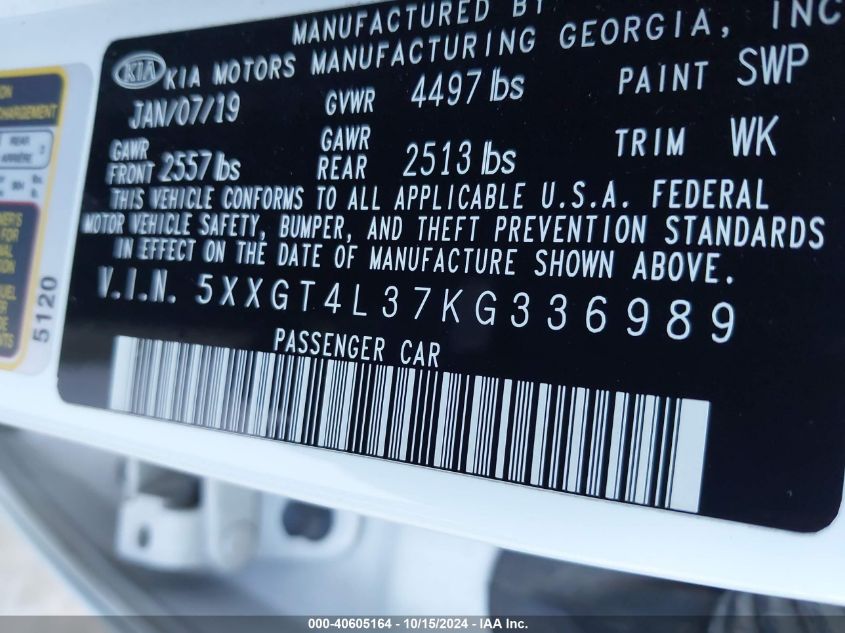 MANUFACTURED BY
KIA KIA MOTORS MANUFACTURING GEORGIA, INC
JAN/07/19 GVWR 4497 lbs PAINT SWP
GAWR FRONT 2557 lbs GAWR REAR 2513 lbs TRIM WK
THIS VEHICLE CONFORMS TO ALL APPLICABLE U.S.A. FEDERAL
MOTOR VEHICLE SAFETY, BUMPER, AND THEFT PREVENTION STANDARDS
IN EFFECT ON THE DATE OF MANUFACTURE SHOWN ABOVE.
V.I.N. 5XXGT4L37KG336989
PASSENGER CAR
REAR
ARRIÈRE
5120
000-40605164 - 10/15/2024 - IAA Inc.